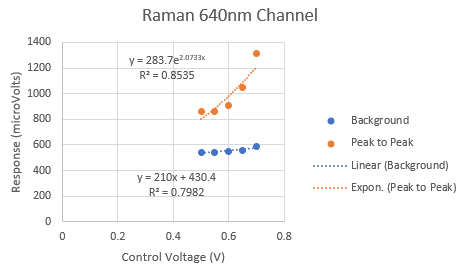 Raman 640nm Channel
1400
1200
1000
800
600
400
200
0
Response (microVolts)
y = 283.7e^2.0733x
R² = 0.8535
y = 210x + 430.4
R² = 0.7982
0 0.2 0.4 0.6 0.8
Control Voltage (V)
Background
Peak to Peak
Linear (Background)
Expon. (Peak to Peak)